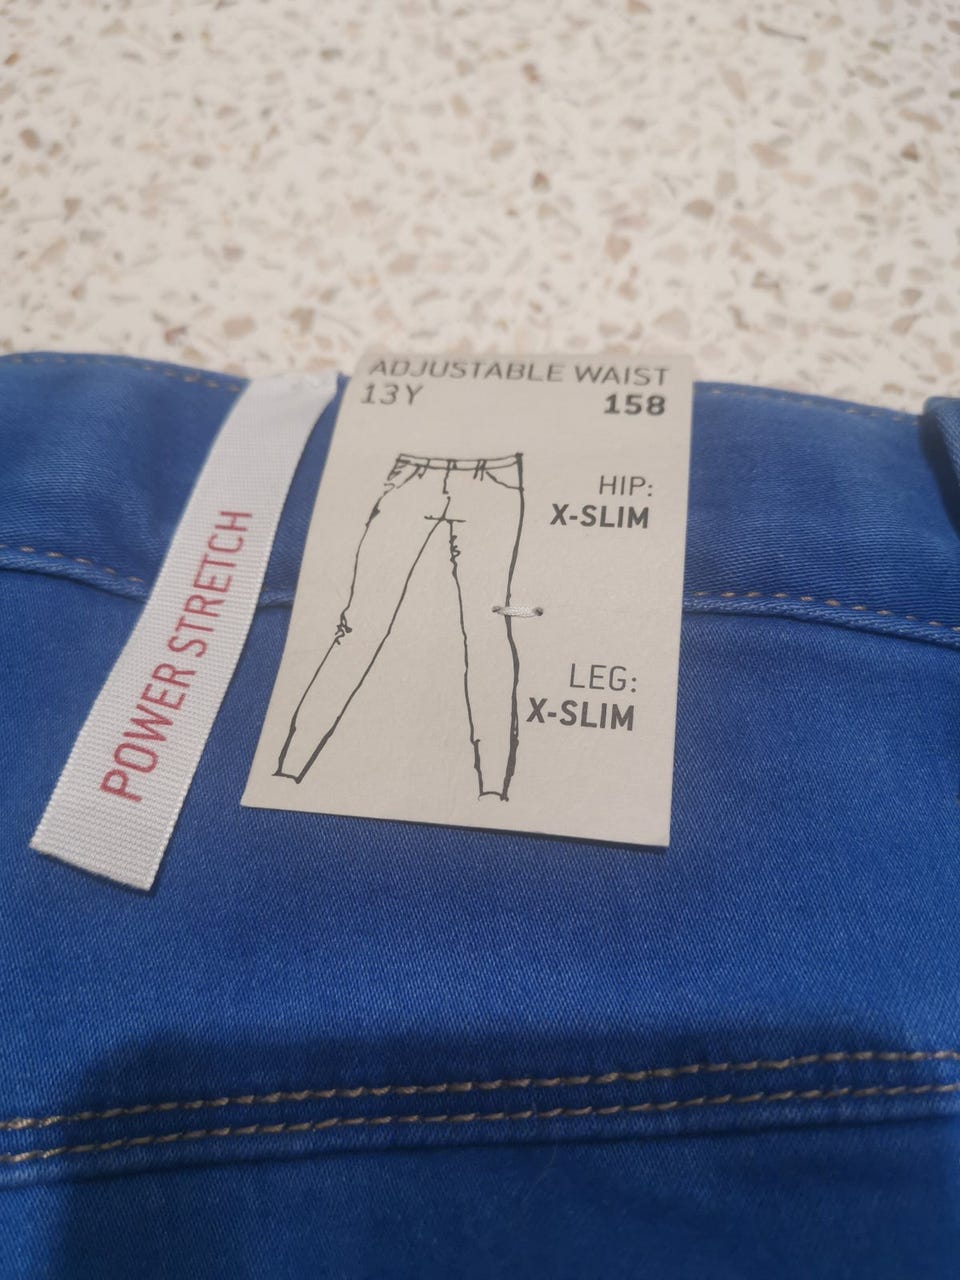 ADJUSTABLE WAIST
13Y 158
HIP:
X-SLIM
LEG:
X-SLIM
POWER STRETCH